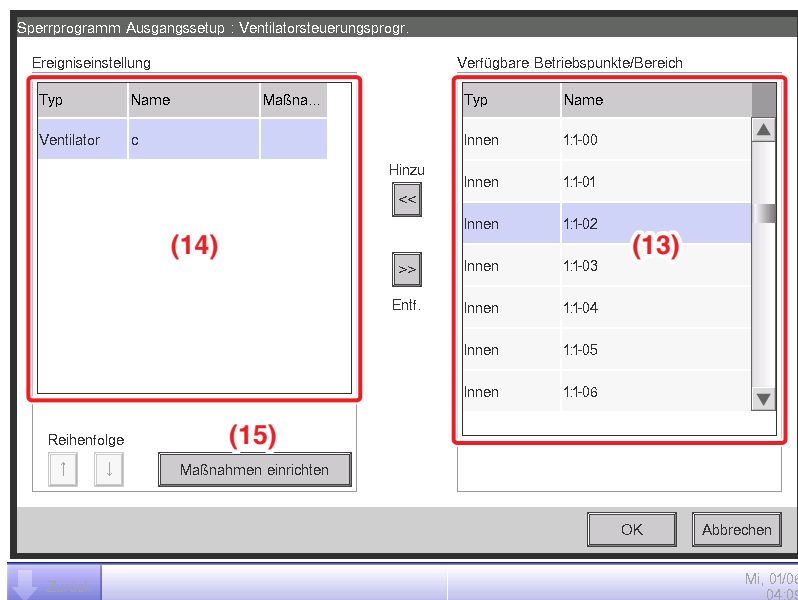 Sperrprogramm Ausgangssetup : Ventilatorsteuerungsprogr.
Ereigniseinstellung
Typ Name Maßna...
Ventilator c
(14)
Reihenfolge
(15)
↑ ↓ Maßnahmen einrichten
Hinzu
<<
>>
Entf.
Verfügbare Betriebspunkte/Bereich
Typ Name
Innen 1:1-00
Innen 1:1-01
Innen 1:1-02
(13)
Innen 1:1-03
Innen 1:1-04
Innen 1:1-05
Innen 1:1-06
OK Abbrechen
Zurück
Mi, 01/06
04:09